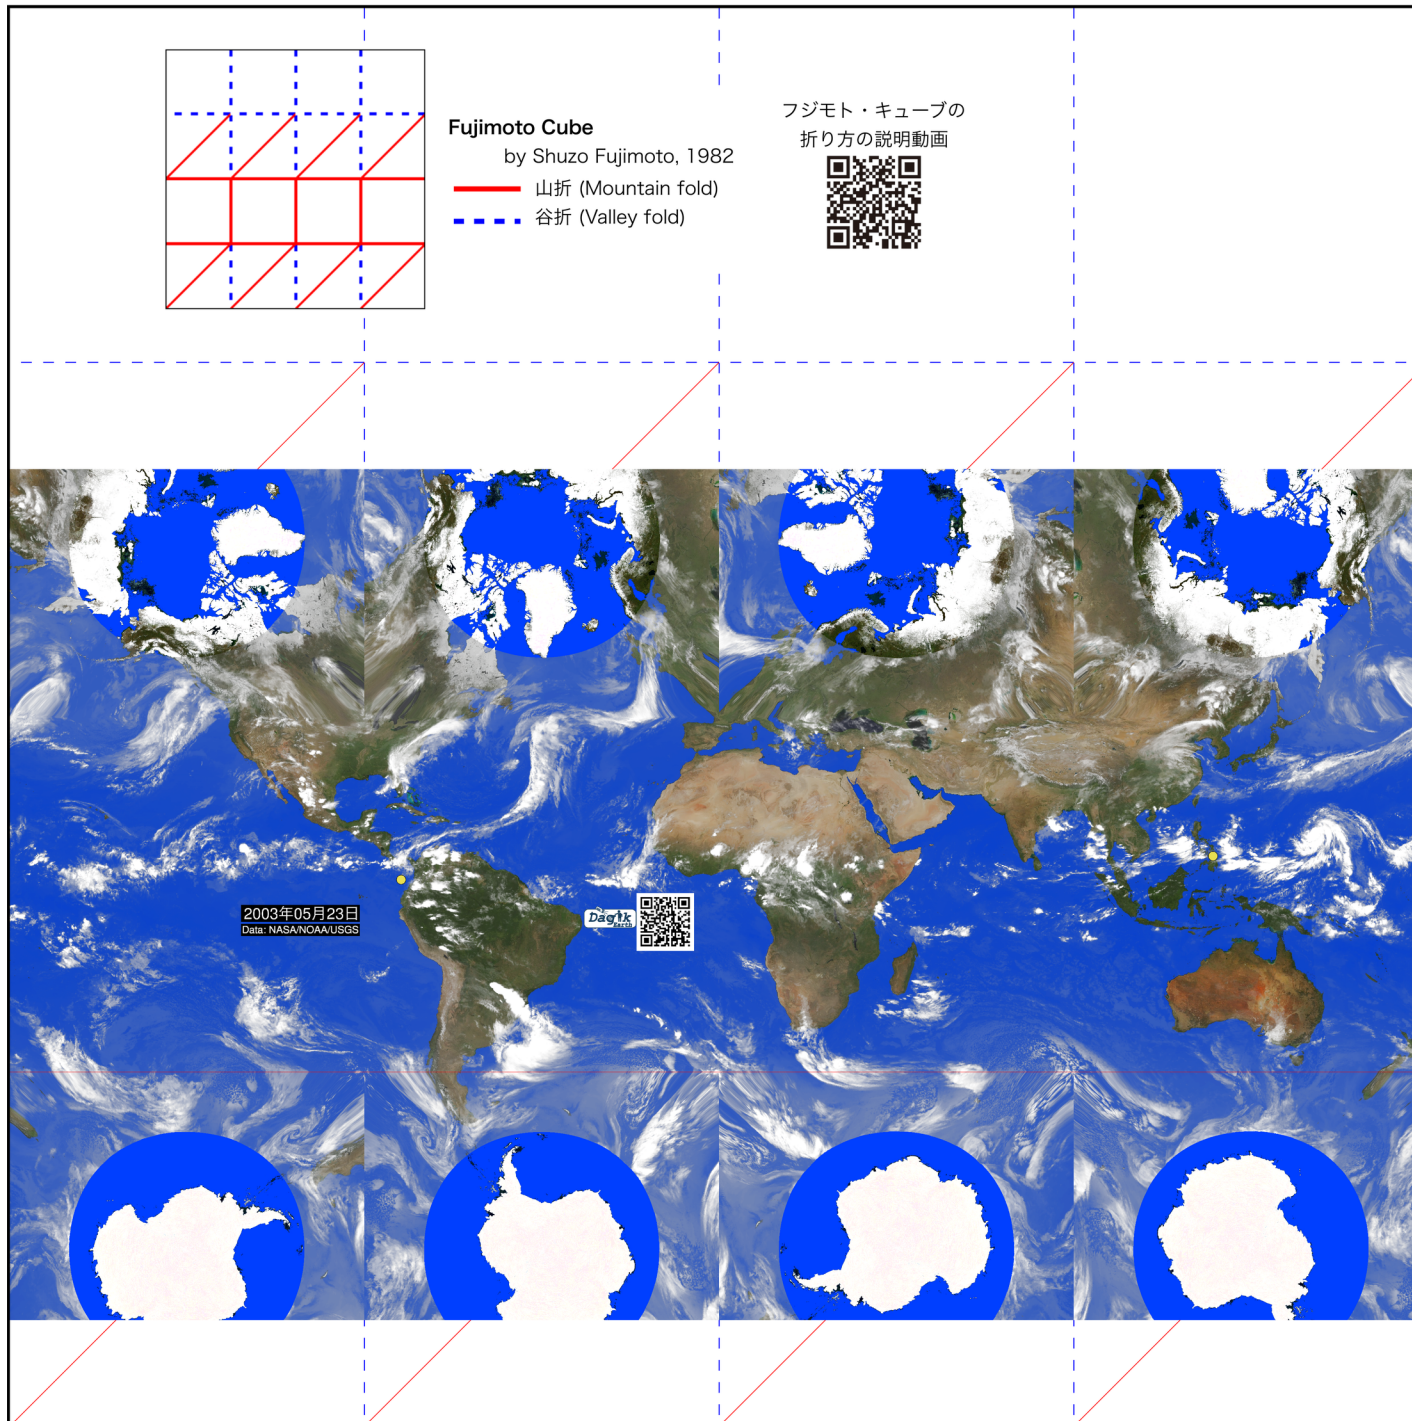 Fujimoto Cube
by Shuzo Fujimoto, 1982
山折 (Mountain fold)
谷折 (Valley fold)
フジモト・キューブの
折り方の説明動画
2003年05月23日
Data: NASA/NOAA/USGS
Dagik
Earth